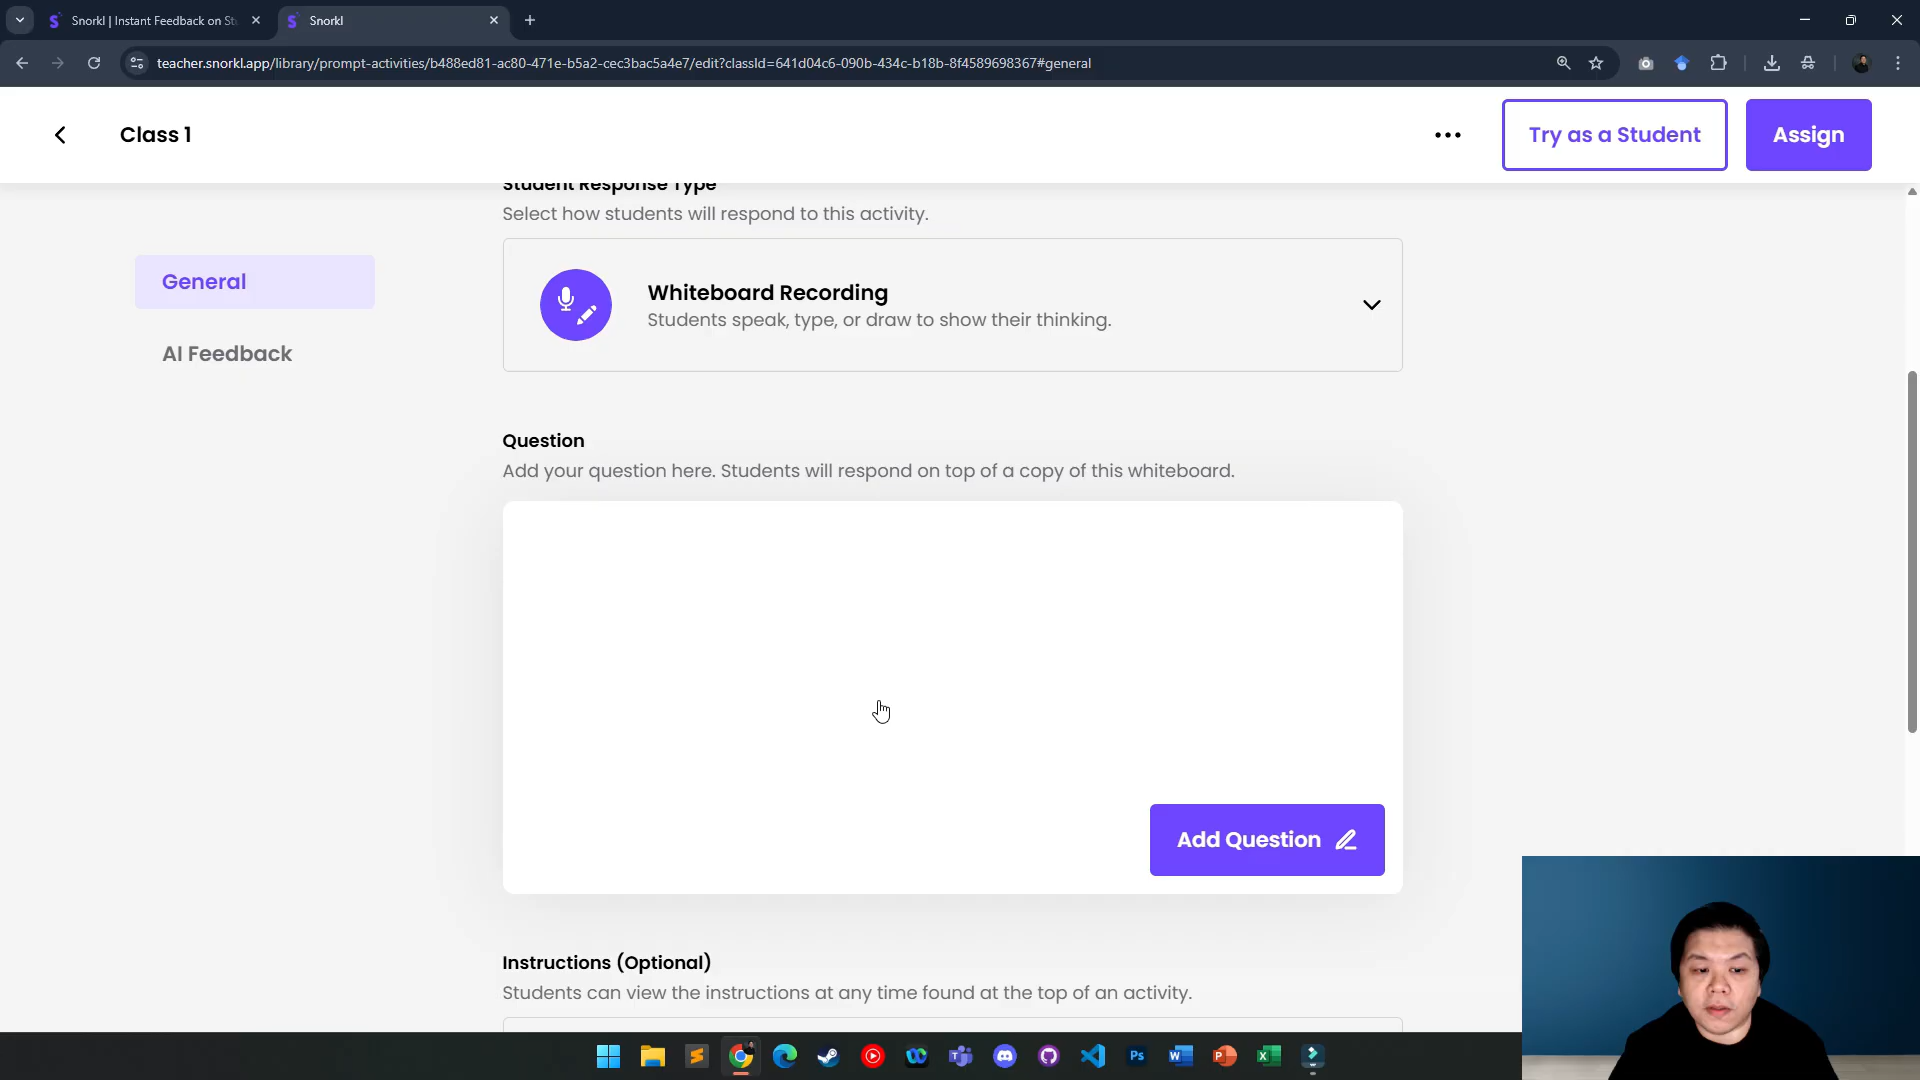 Snorkl | Instant Feedback on St
Snorkl
teacher.snorkl.app/library/prompt-activities/b488ed81-ac80-471e-b5a2-cec3bac5a4e7/edit?classId=641d04c6-090b-434c-b18b-8f4589698367#general
Class 1
Try as a Student
Assign
Student Response Type
Select how students will respond to this activity.
General
AI Feedback
Whiteboard Recording
Students speak, type, or draw to show their thinking.
Question
Add your question here. Students will respond on top of a copy of this whiteboard.
Add Question
Instructions (Optional)
Students can view the instructions at any time found at the top of an activity.